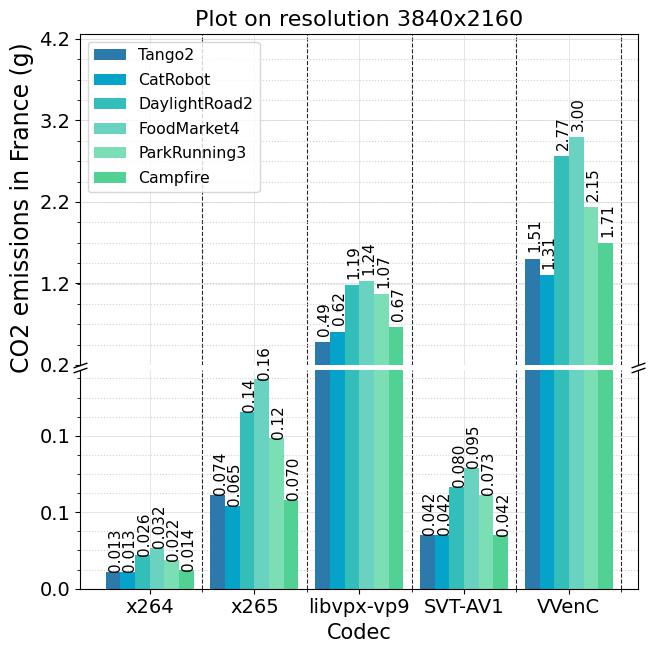 Plot on resolution 3840x2160
CO2 emissions in France (g)
4.2
3.2
2.2
1.2
0.2
0.1
0.1
0.0
Tango2
CatRobot
DaylightRoad2
FoodMarket4
ParkRunning3
Campfire
0.013
0.013
0.026
0.032
0.022
0.014
0.074
0.065
0.14
0.16
0.12
0.070
0.49
0.62
1.19
1.24
1.07
0.67
0.042
0.042
0.080
0.095
0.073
0.042
1.51
1.31
2.77
3.00
2.15
1.71
x264
x265
libvpx-vp9
SVT-AV1
VVenC
Codec